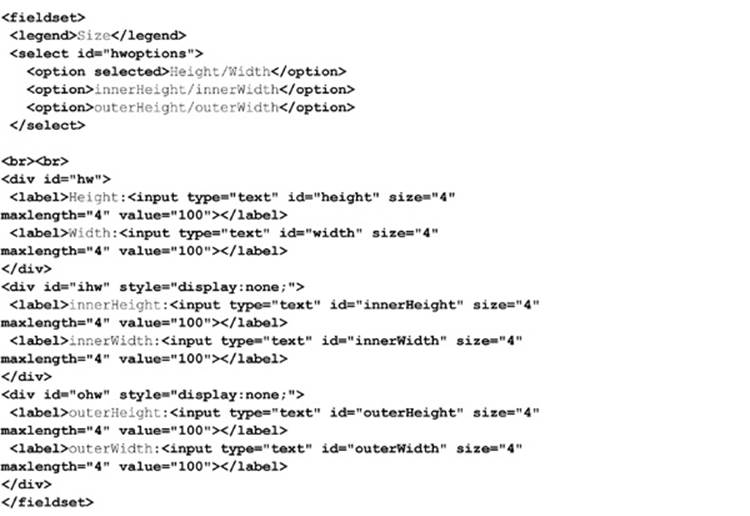 <fieldset>
<legend>Size</legend>
<select id="hwoptions">
<option selected>Height/Width</option>
<option>innerHeight/innerWidth</option>
<option>outerHeight/outerWidth</option>
</select>
<br><br>
<div id="hw">
<label>Height:<input type="text" id="height" size="4"
maxlength="4" value="100"></label>
<label>Width:<input type="text" id="width" size="4"
maxlength="4" value="100"></label>
</div>
<div id="ihw" style="display:none;">
<label>innerHeight:<input type="text" id="innerHeight" size="4"
maxlength="4" value="100"></label>
<label>innerWidth:<input type="text" id="innerWidth" size="4"
maxlength="4" value="100"></label>
</div>
<div id="ohw" style="display:none;">
<label>outerHeight:<input type="text" id="outerHeight" size="4"
maxlength="4" value="100"></label>
<label>outerWidth:<input type="text" id="outerWidth" size="4"
maxlength="4" value="100"></label>
</div>
</fieldset>